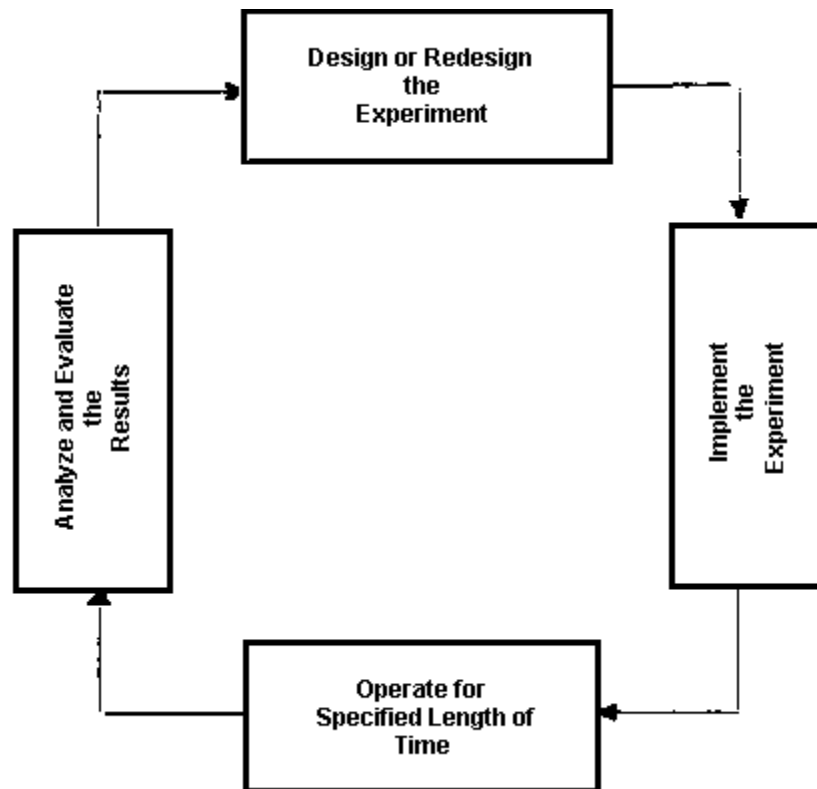 Design or Redesign
the
Experiment
Implement
the
Experiment
Operate for
Specified Length of
Time
Analyze and Evaluate
the
Results